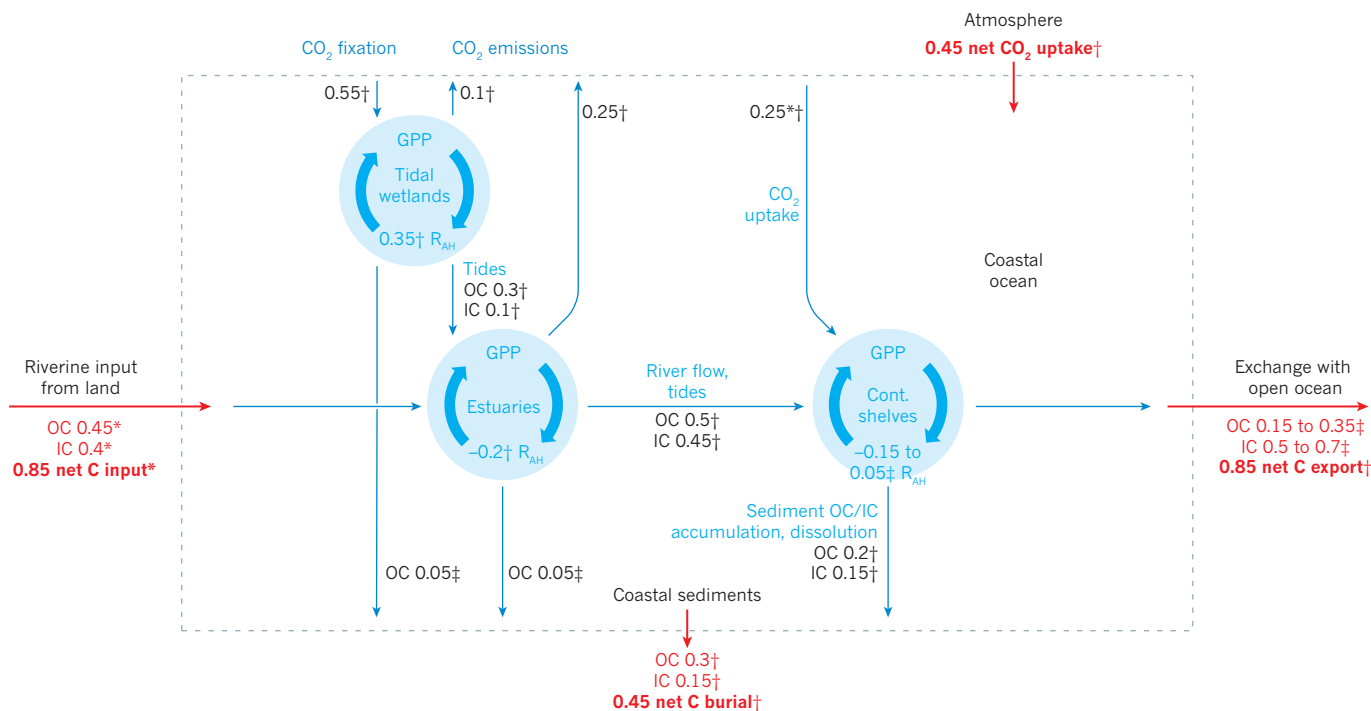 Atmosphere
0.45 net CO₂ uptake†
CO₂ fixation
CO₂ emissions
0.55†
0.1†
0.25†
0.25*†
GPP
Tidal
wetlands
0.35† R_AH
CO₂
uptake
Coastal
ocean
Tides
OC 0.3†
IC 0.1†
Riverine input
from land
OC 0.45*
IC 0.4*
0.85 net C input*
GPP
Estuaries
–0.2† R_AH
River flow,
tides
OC 0.5†
IC 0.45†
GPP
Cont.
shelves
–0.15 to
0.05‡ R_AH
Exchange with
open ocean
OC 0.15 to 0.35‡
IC 0.5 to 0.7‡
0.85 net C export†
Sediment OC/IC
accumulation, dissolution
OC 0.2†
IC 0.15†
OC 0.05‡
OC 0.05‡
Coastal sediments
OC 0.3†
IC 0.15†
0.45 net C burial†